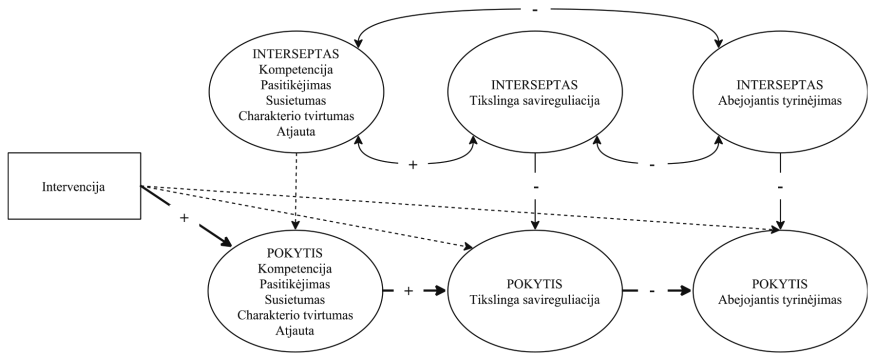 -
INTERSEPTAS
Kompetencija
Pasitikėjimas
Susietumas
Charakterio tvirtumas
Atjauta
INTERSEPTAS
Tikslinga savireguliacija
INTERSEPTAS
Abejojantis tyrinėjimas
+
-
Intervencija
-
-
+
POKYTIS
Kompetencija
Pasitikėjimas
Susietumas
Charakterio tvirtumas
Atjauta
+
POKYTIS
Tikslinga savireguliacija
-
POKYTIS
Abejojantis tyrinėjimas